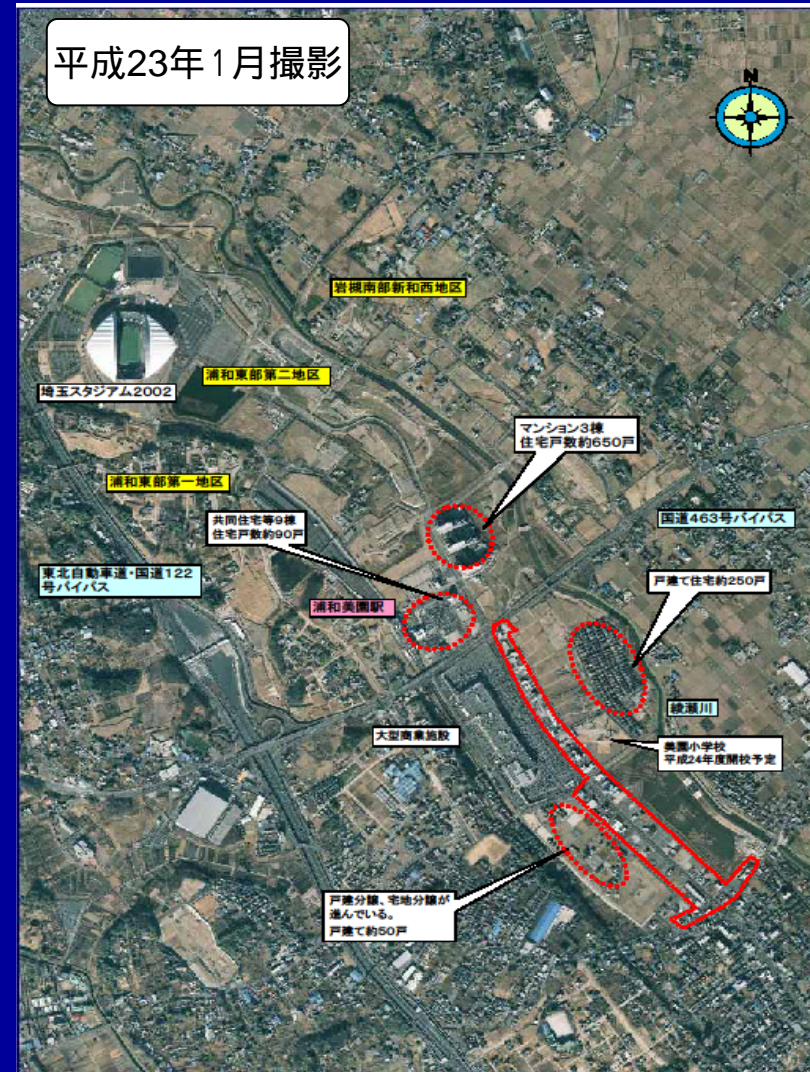 平成23年1月撮影
N
岩槻南部新和西地区
浦和東部第二地区
埼玉スタジアム2002
マンション3棟
住宅戸数約650戸
浦和東部第一地区
共同住宅等9棟
住宅戸数約90戸
国道463号バイパス
東北自動車道・国道122
号バイパス
戸建て住宅約250戸
浦和美園駅
綾瀬川
大型商業施設
美園小学校
平成24年度開校予定
戸建分譲、宅地分譲が
進んでいる。
戸建て約50戸